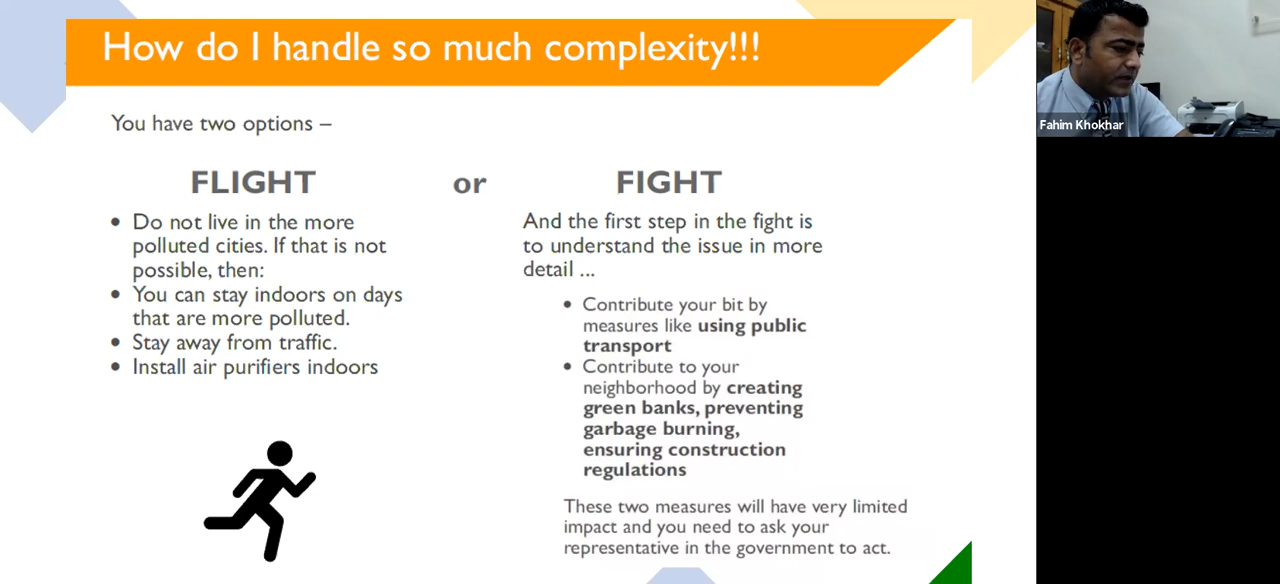 How do I handle so much complexity!!!
You have two options –
FLIGHT
or
FIGHT
• Do not live in the more
polluted cities. If that is not
possible, then:
• You can stay indoors on days
that are more polluted.
• Stay away from traffic.
• Install air purifiers indoors
And the first step in the fight is
to understand the issue in more
detail ...
• Contribute your bit by
measures like using public
transport
• Contribute to your
neighborhood by creating
green banks, preventing
garbage burning,
ensuring construction
regulations
These two measures will have very limited
impact and you need to ask your
representative in the government to act.
Fahim Khokhar